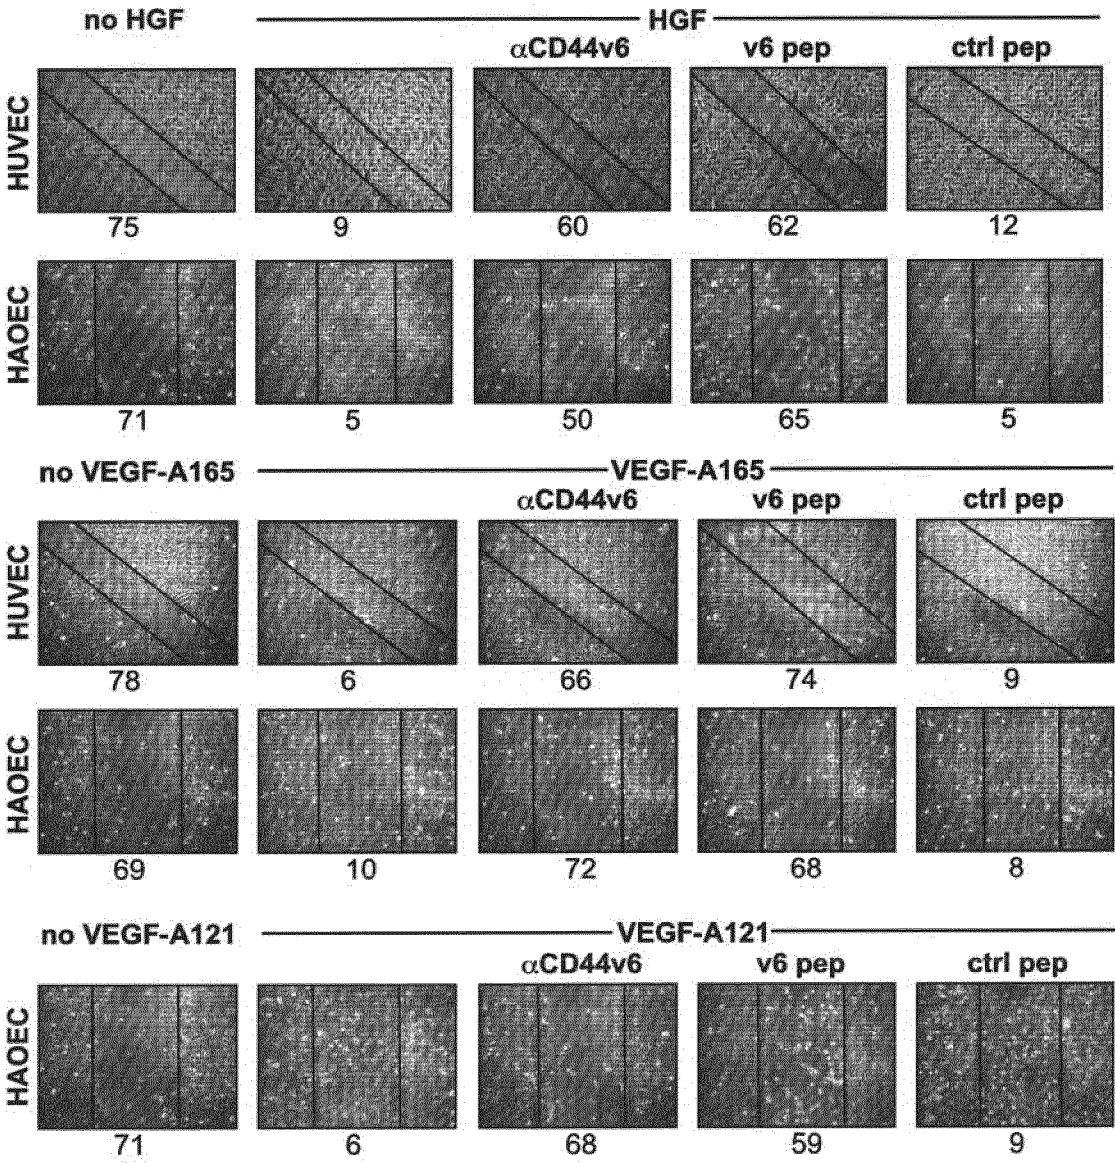 no HGF HGF
αCD44v6 v6 pep ctrl pep
HUVEC
75 9 60 62 12
HAOEC
71 5 50 65 5
no VEGF-A165 VEGF-A165
αCD44v6 v6 pep ctrl pep
HUVEC
78 6 66 74 9
HAOEC
69 10 72 68 8
no VEGF-A121 VEGF-A121
αCD44v6 v6 pep ctrl pep
HAOEC
71 6 68 59 9